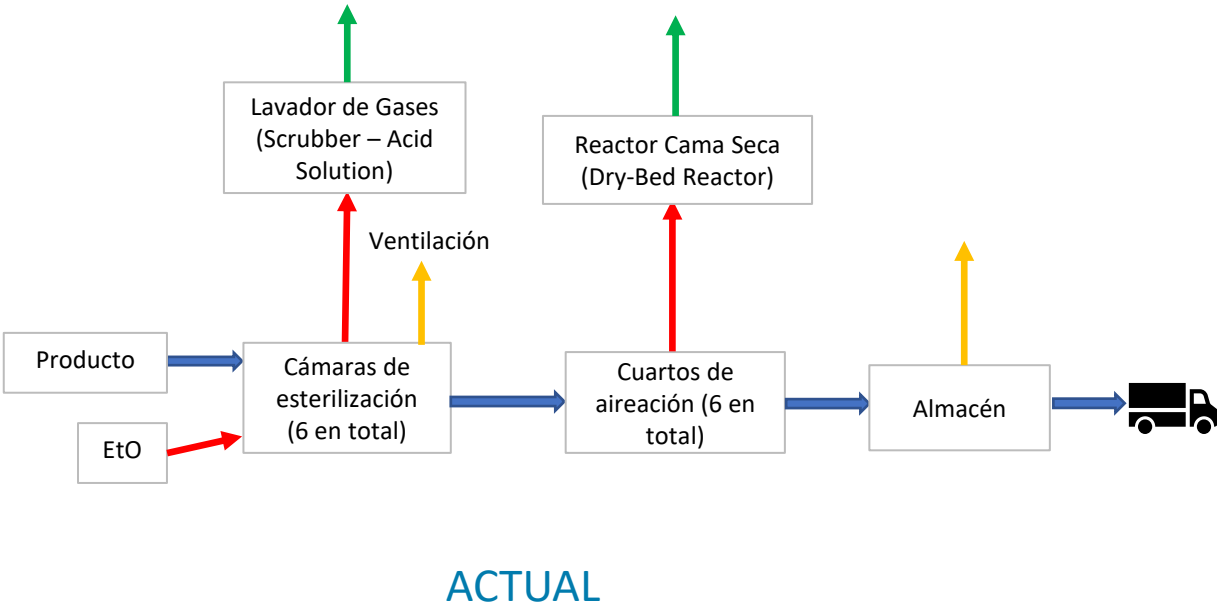 Lavador de Gases
(Scrubber – Acid
Solution)
Reactor Cama Seca
(Dry-Bed Reactor)
Ventilación
Producto
EtO
Cámaras de
esterilización
(6 en total)
Cuartos de
aireación (6 en
total)
Almacén
ACTUAL